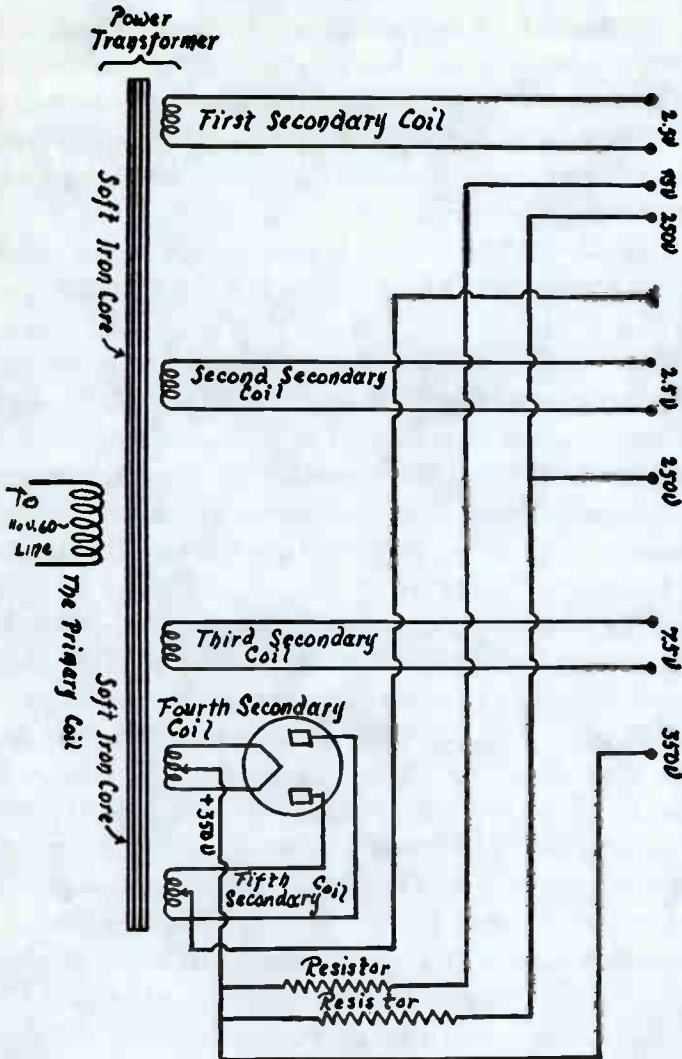 Power
Transformer
First Secondary Coil
2.5V
250V
Soft Iron Core
Second Secondary
Coil
2.5V
250V
To
110V.60~
Line
The Primary Coil
Third Secondary
Coil
7.5V
Soft Iron Core
Fourth Secondary
Coil
350V
+350V
Fifth
Secondary Coil
Resistor
Resistor